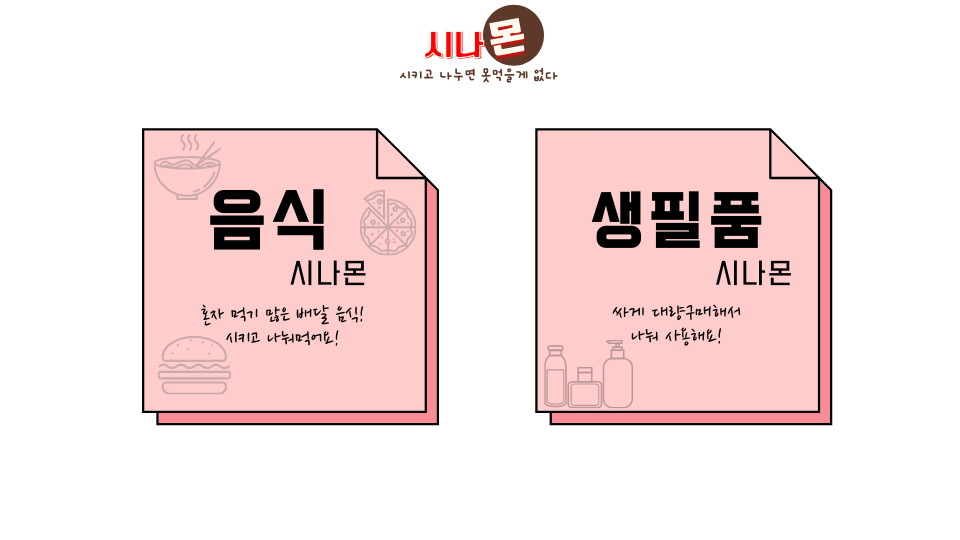 시나몬
시키고 나누면 못먹을게 없다
음식
시나몬
혼자 먹기 많은 배달 음식!
시키고 나눠먹어요!
생필품
시나몬
싸게 대량구매해서
나눠 사용해요!